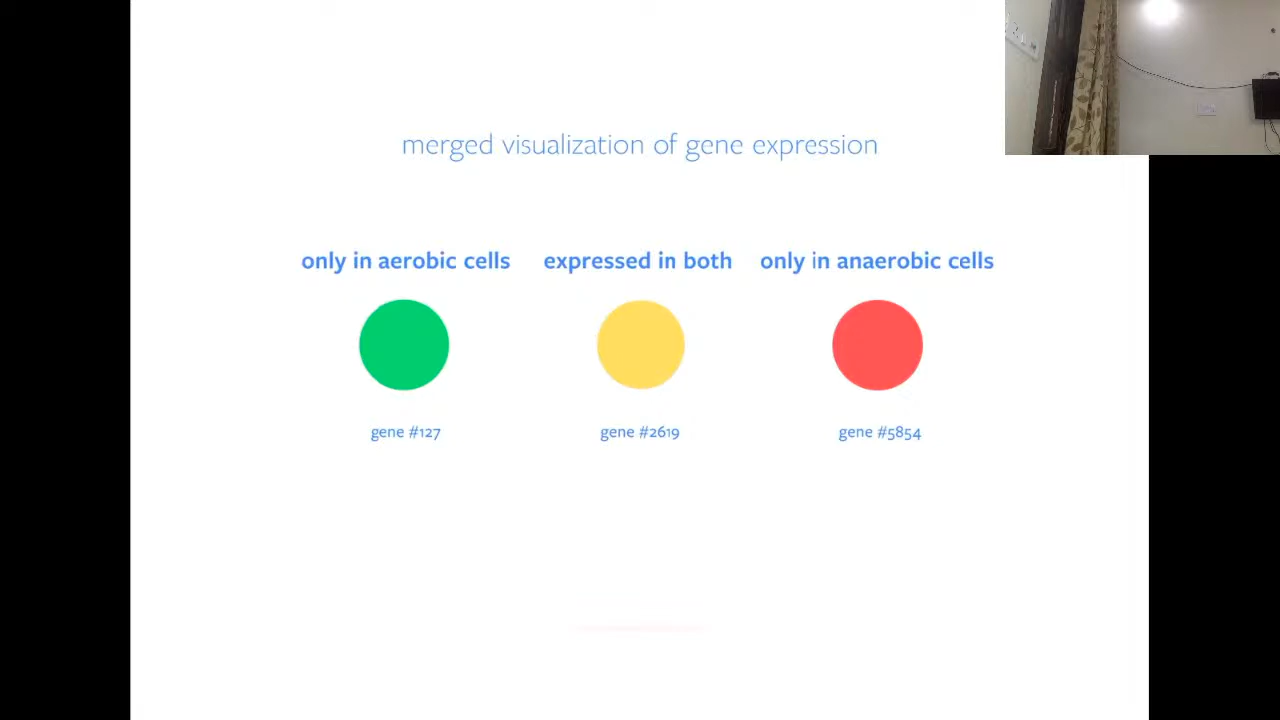 merged visualization of gene expression
only in aerobic cells expressed in both only in anaerobic cells
gene #127 gene #2619 gene #5854